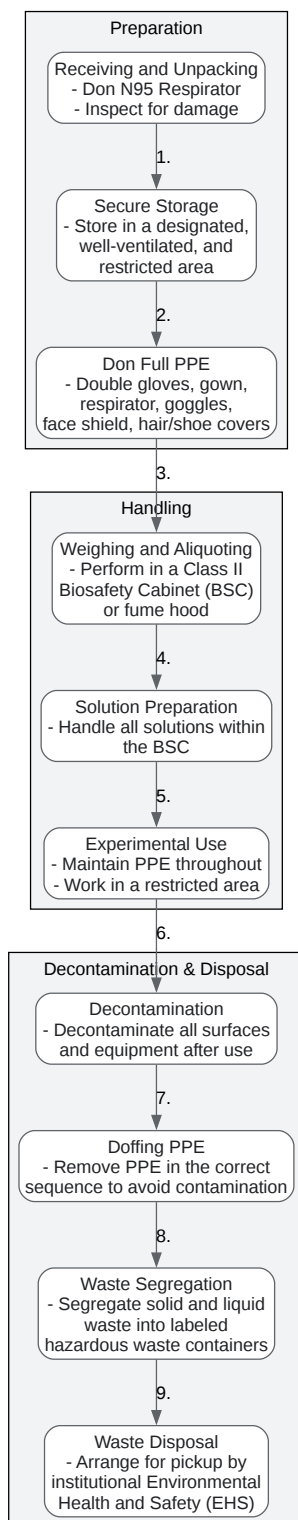 Preparation
Receiving and Unpacking
- Don N95 Respirator
- Inspect for damage
1.
Secure Storage
- Store in a designated,
well-ventilated, and
restricted area
2.
Don Full PPE
- Double gloves, gown,
respirator, goggles,
face shield, hair/shoe covers
3.
Handling
Weighing and Aliquoting
- Perform in a Class II
Biosafety Cabinet (BSC)
or fume hood
4.
Solution Preparation
- Handle all solutions within
the BSC
5.
Experimental Use
- Maintain PPE throughout
- Work in a restricted area
6.
Decontamination & Disposal
Decontamination
- Decontaminate all surfaces
and equipment after use
7.
Doffing PPE
- Remove PPE in the correct
sequence to avoid contamination
8.
Waste Segregation
- Segregate solid and liquid
waste into labeled
hazardous waste containers
9.
Waste Disposal
- Arrange for pickup by
institutional Environmental
Health and Safety (EHS)